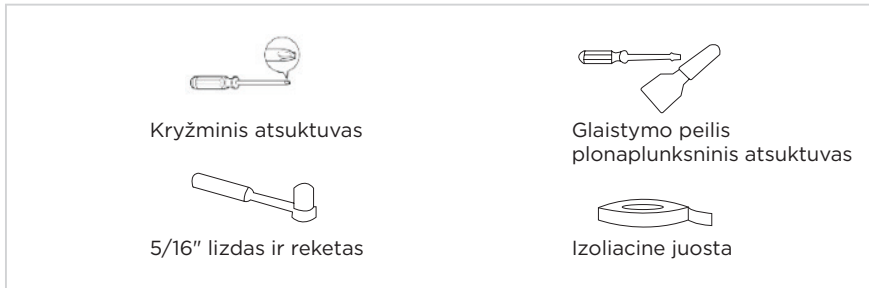 Kryžminis atsuktuvas
Glaistymo peilis
plonaplunksninis atsuktuvas
5/16" lizdas ir reketas
Izoliacine juosta